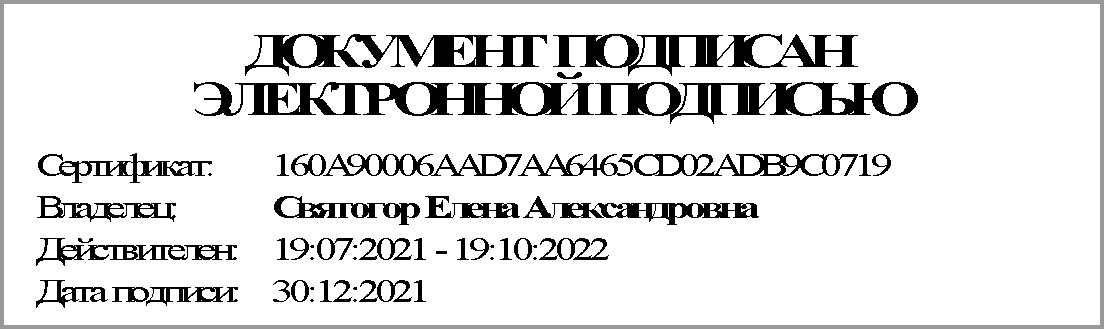 ДОКУМЕНТ ПОДПИСАН
ЭЛЕКТРОННОЙ ПОДПИСЬЮ
Сертификат: 160A90006AAD7AA6465CD02ADB9C0719
Владелец: Святогор Елена Александровна
Действителен: 19:07:2021 - 19:10:2022
Дата подписи: 30:12:2021